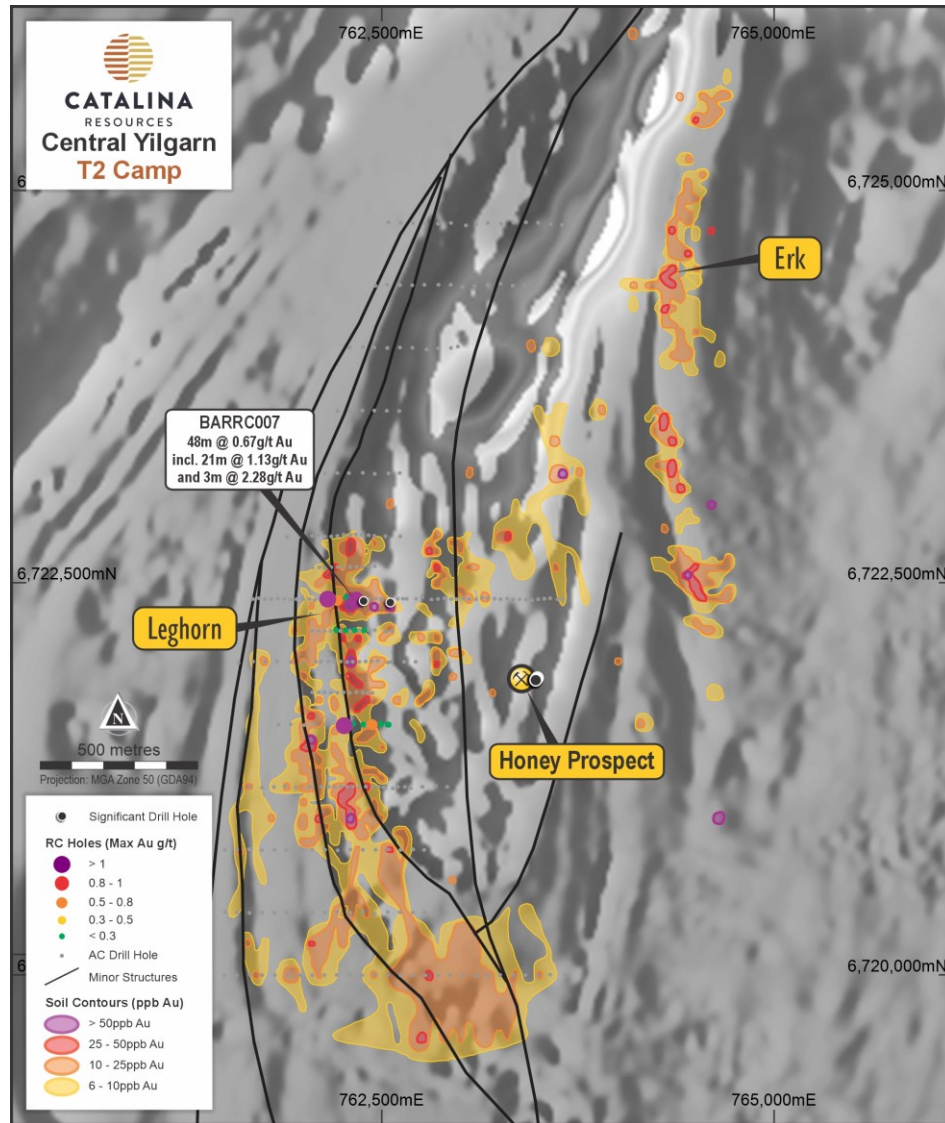 762,500mE
765,000mE
CATALINA
RESOURCES
Central Yilgarn
T2 Camp
6,725,000mN
Erk
BARRC007
48m @ 0.67g/t Au
incl. 21m @ 1.13g/t Au
and 3m @ 2.28g/t Au
6,722,500mN
6,722,500mN
Leghorn
N
500 metres
Projection: MGA Zone 50 (GDA94)
Honey Prospect
Significant Drill Hole
RC Holes (Max Au g/t)
> 1
0.8 - 1
0.5 - 0.8
0.3 - 0.5
< 0.3
AC Drill Hole
Minor Structures
Soil Contours (ppb Au)
> 50ppb Au
25 - 50ppb Au
10 - 25ppb Au
6 - 10ppb Au
6,720,000mN
762,500mE
765,000mE